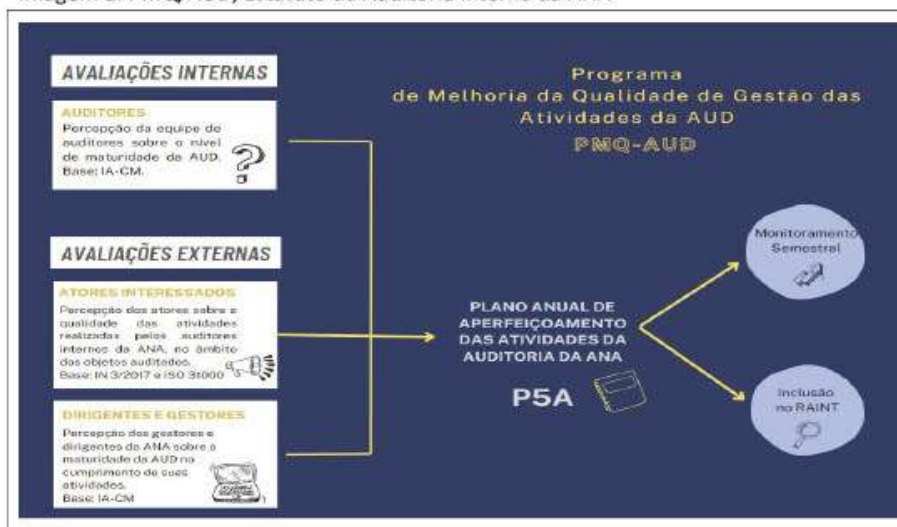 AVALIAÇÕES INTERNAS
AUDITORES
Percepção da equipe de
auditores sobre o nível
de maturidade da AUD.
Base: IA-CM.
AVALIAÇÕES EXTERNAS
ATORES INTERESSADOS
Percepção dos atores sobre a
qualidade das atividades
realizadas pelos auditores
internos da ANA, no âmbito
dos objetos auditados.
Base: IN 3/2017 e ISO 31000
DIRIGENTES E GESTORES
Percepção dos gestores e
dirigentes da ANA sobre a
maturidade da AUD no
cumprimento de suas
atividades.
Base: IA-CM
Programa
de Melhoria da Qualidade de Gestão das
Atividades da AUD
PMQ-AUD
PLANO ANUAL DE
APERFEIÇOAMENTO
DAS ATIVIDADES DA
AUDITORIA DA ANA
P5A
Monitoramento
Semestral
Inclusão
no RAINT